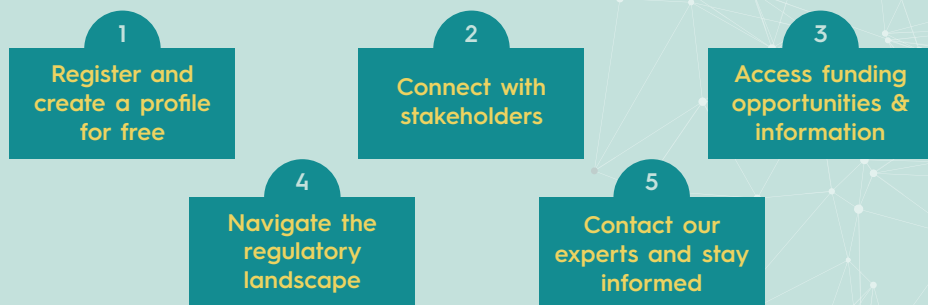 1
Register and
create a profile
for free
2
Connect with
stakeholders
3
Access funding
opportunities &
information
4
Navigate the
regulatory
landscape
5
Contact our
experts and stay
informed